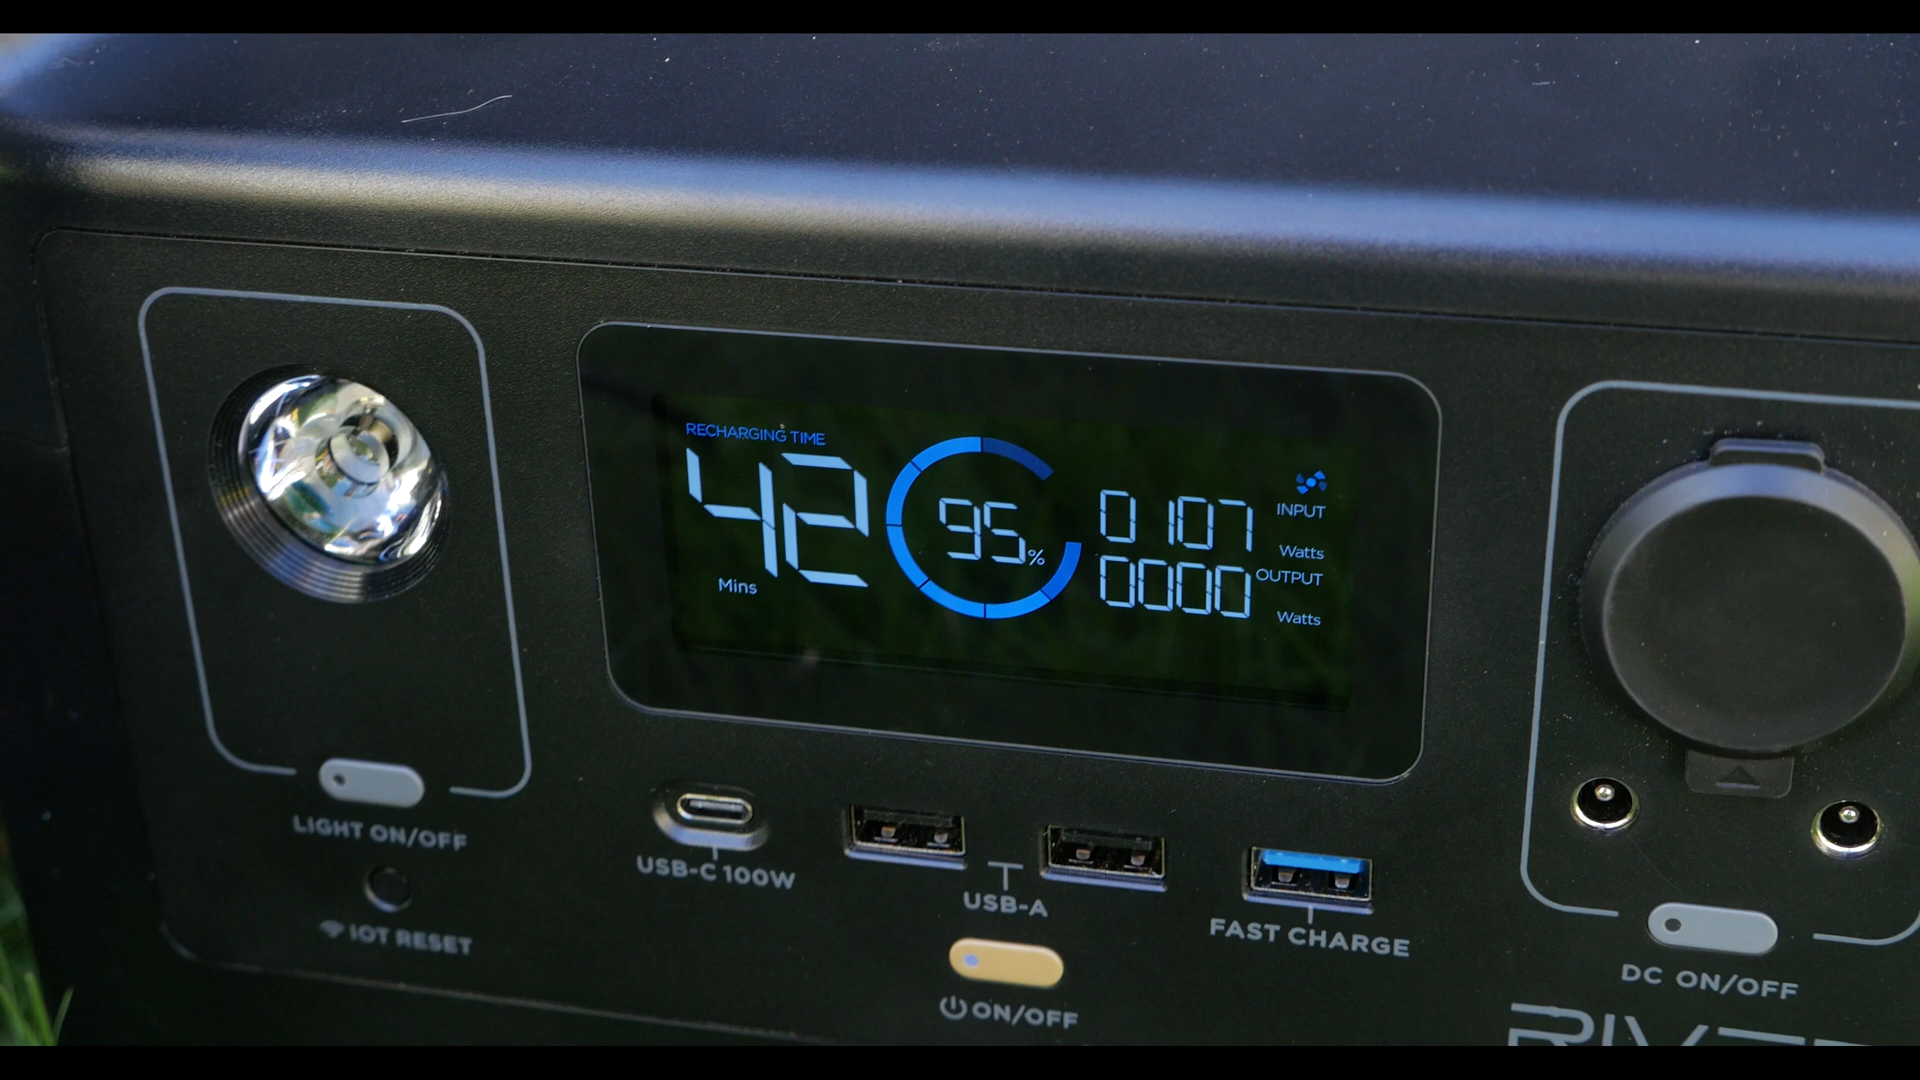 RECHARGING TIME
42
Mins
95%
0107
INPUT
Watts
0000
OUTPUT
Watts
LIGHT ON/OFF
IOT RESET
USB-C 100W
USB-A
FAST CHARGE
ON/OFF
DC ON/OFF